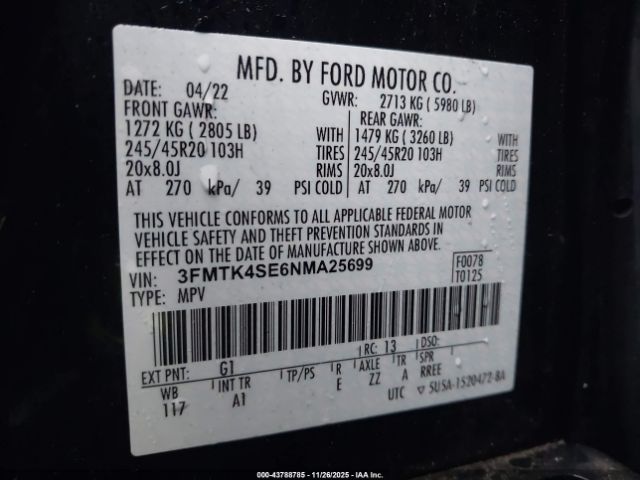 MFD. BY FORD MOTOR CO.
DATE: 04/22
GVWR: 2713 KG ( 5980 LB)
FRONT GAWR: REAR GAWR:
1272 KG ( 2805 LB) WITH 1479 KG ( 3260 LB) WITH
245/45R20 103H TIRES 245/45R20 103H TIRES
20x8.0J RIMS 20x8.0J RIMS
AT 270 kPa/ 39 PSI COLD AT 270 kPa/ 39 PSI COLD
THIS VEHICLE CONFORMS TO ALL APPLICABLE FEDERAL MOTOR
VEHICLE SAFETY AND THEFT PREVENTION STANDARDS IN
EFFECT ON THE DATE OF MANUFACTURE SHOWN ABOVE.
VIN: 3FMTK4SE6NMA25699 F0078
TYPE: MPV T0125
EXT PNT: G1 RC: 13 DSO:
WB INT TR TP/PS R AXLE TR SPR
117 A1 E ZZ A RREE
UTC ▽ 5U5A-1520472-BA
000-43788785 - 11/26/2025 - IAA, Inc.